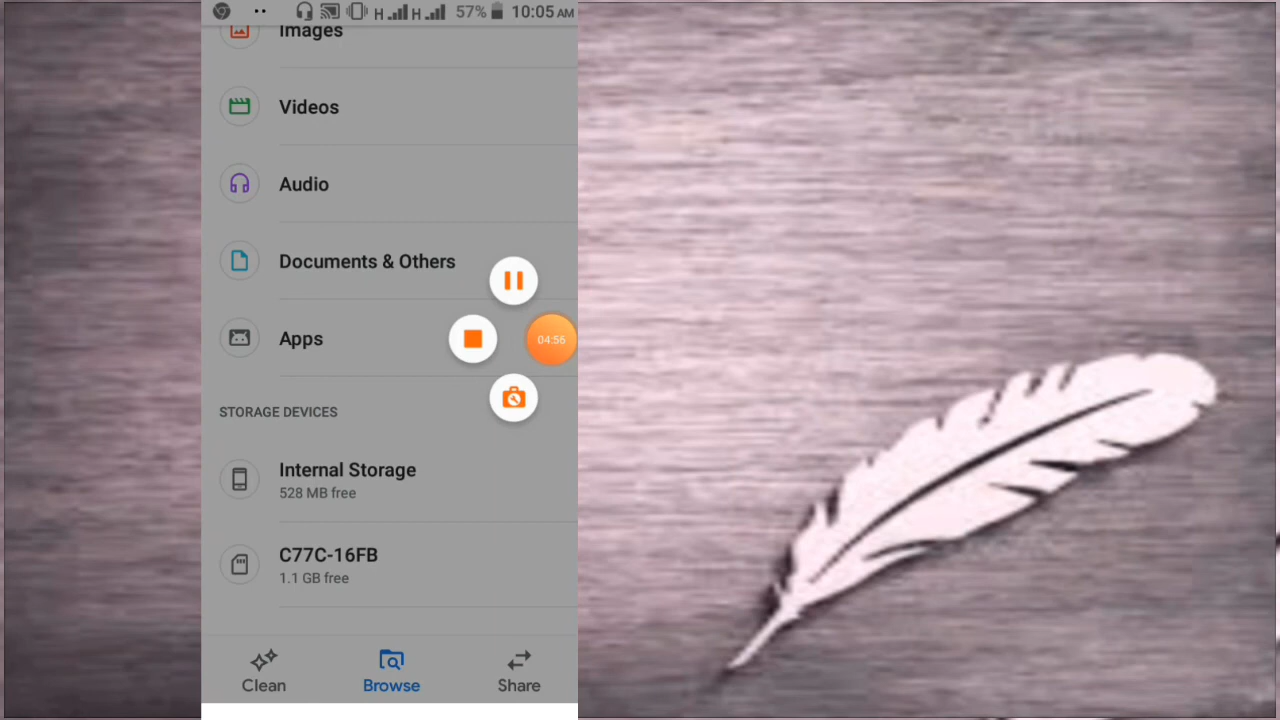 H H 57% 10:05 AM
Images
Videos
Audio
Documents & Others
Apps
04:56
STORAGE DEVICES
Internal Storage
528 MB free
C77C-16FB
1.1 GB free
Clean Browse Share